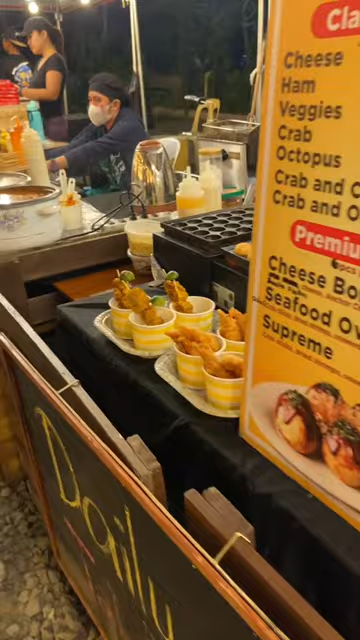 Cla
Cheese
Ham
Veggies
Crab
Octopus
Crab and C
Crab and O
Premiu
Cheese Bo
Seafood Ov
Supreme
Daily